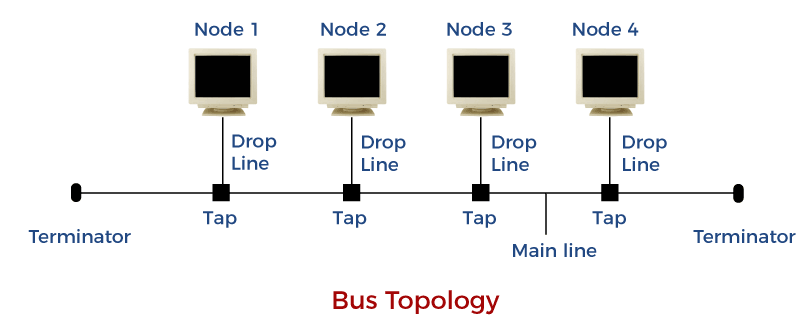 Node 1
Node 2
Node 3
Node 4
Drop
Line
Drop
Line
Drop
Line
Drop
Line
Terminator
Tap
Tap
Tap
Main line
Tap
Terminator
Bus Topology